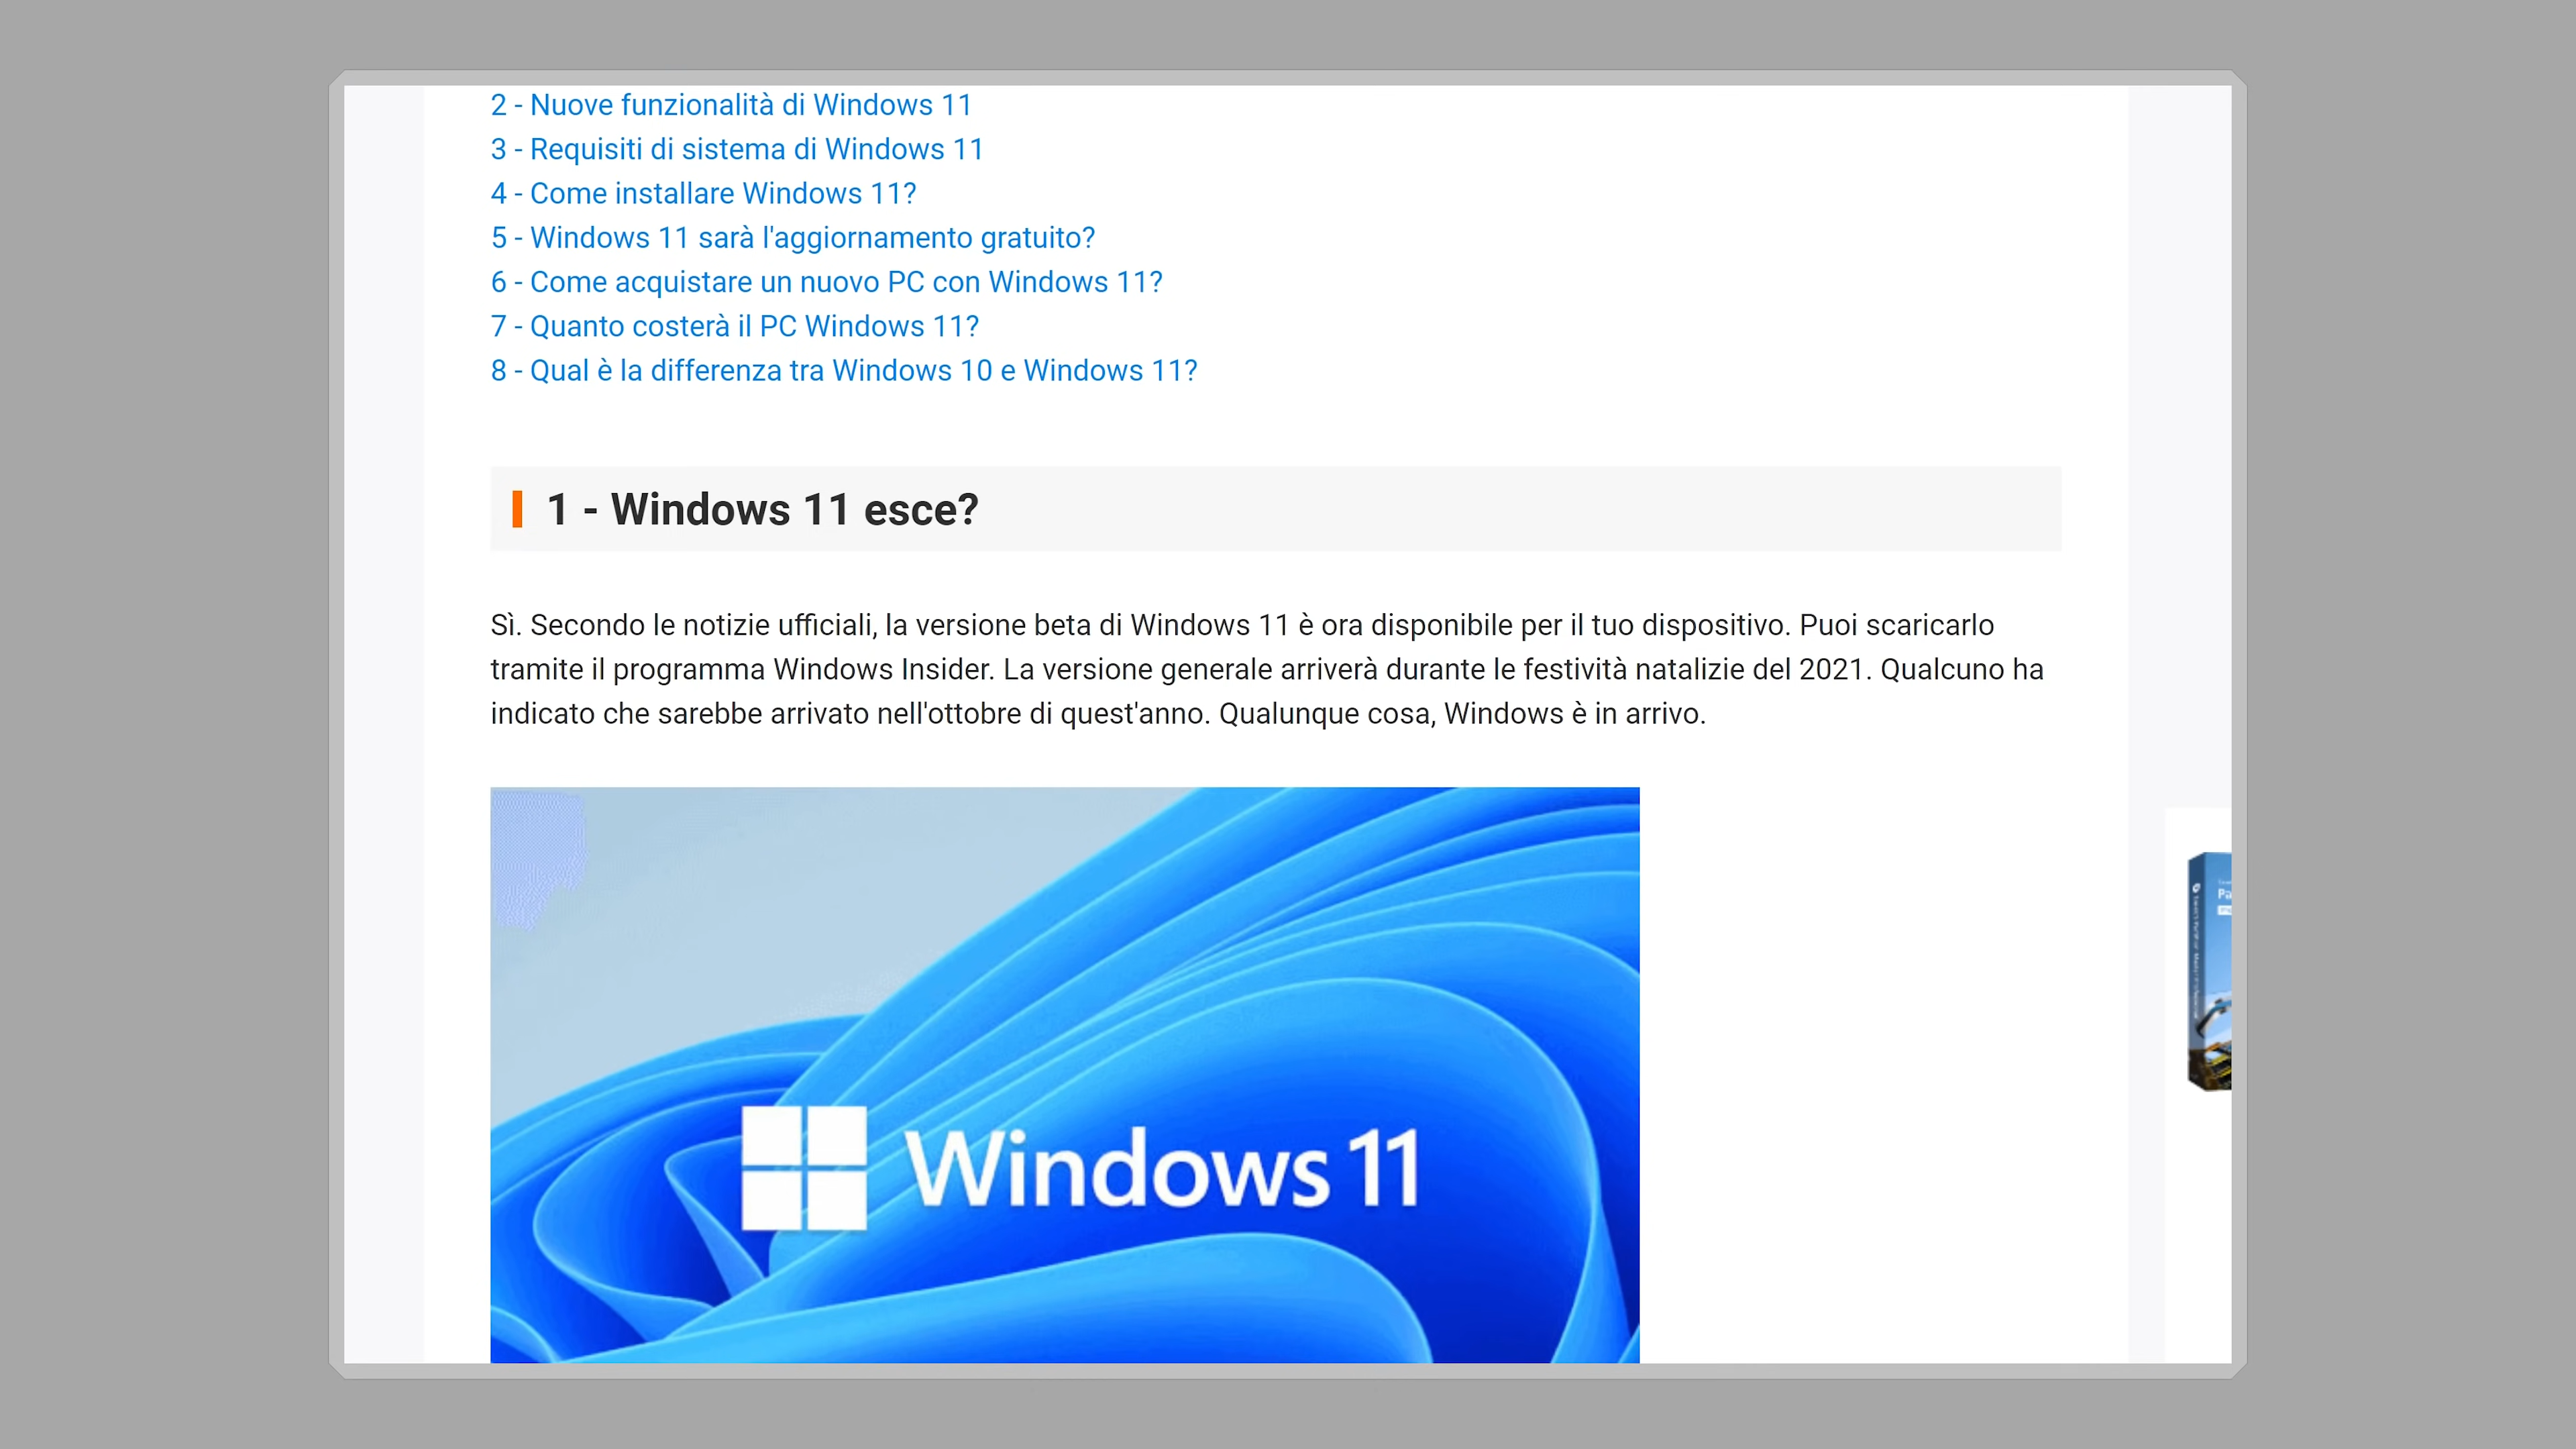 2 - Nuove funzionalità di Windows 11
3 - Requisiti di sistema di Windows 11
4 - Come installare Windows 11?
5 - Windows 11 sarà l'aggiornamento gratuito?
6 - Come acquistare un nuovo PC con Windows 11?
7 - Quanto costerà il PC Windows 11?
8 - Qual è la differenza tra Windows 10 e Windows 11?
1 - Windows 11 esce?
Sì. Secondo le notizie ufficiali, la versione beta di Windows 11 è ora disponibile per il tuo dispositivo. Puoi scaricarlo
tramite il programma Windows Insider. La versione generale arriverà durante le festività natalizie del 2021. Qualcuno ha
indicato che sarebbe arrivato nell'ottobre di quest'anno. Qualunque cosa, Windows è in arrivo.
Windows 11